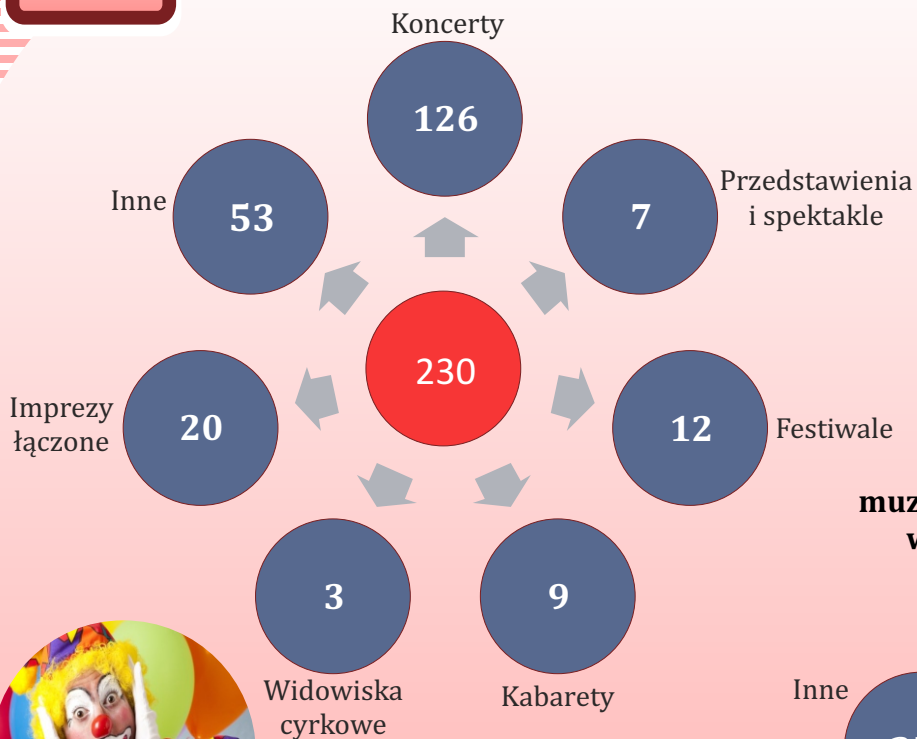 Koncerty
126
Inne
53
7
Przedstawienia
i spektakle
230
Imprezy
łączone
20
12
Festiwale
3
9
Widowiska
cyrkowe
Kabarety
Inne